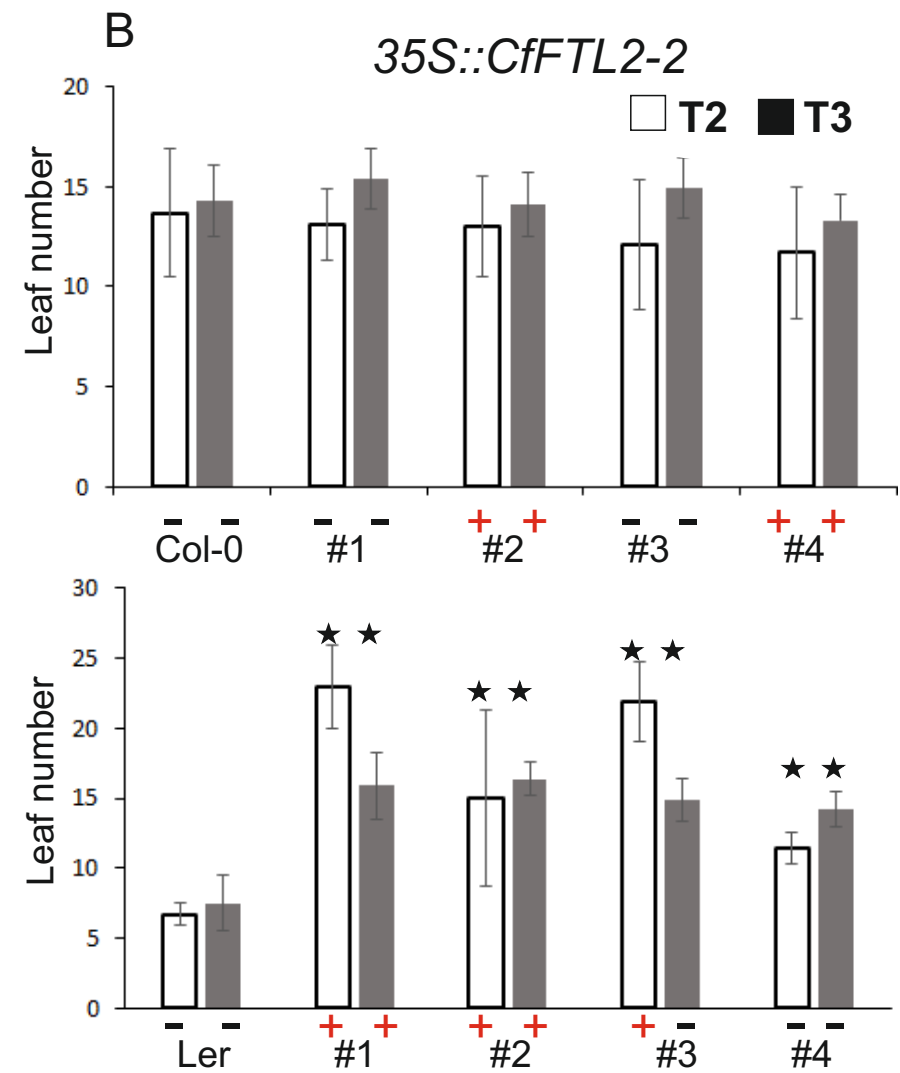 B
35S::CfFTL2-2
T2 T3
Leaf number
20
15
10
5
0
– – – – + + – – + +
Col-0 #1 #2 #3 #4
Leaf number
30
25
20
15
10
5
0
★ ★ ★ ★ ★ ★ ★ ★
– – + + + + + – – –
Ler #1 #2 #3 #4